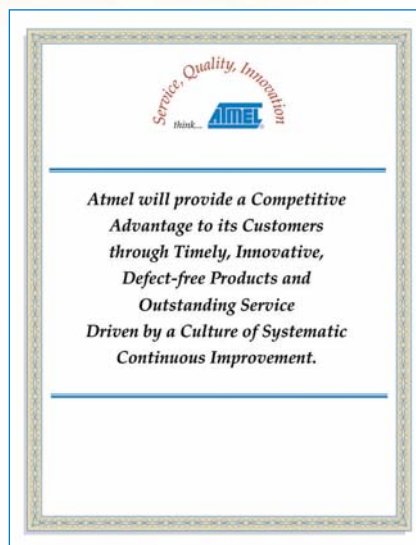 Service, Quality, Innovation
think... ATMEL®
Atmel will provide a Competitive
Advantage to its Customers
through Timely, Innovative,
Defect-free Products and
Outstanding Service
Driven by a Culture of Systematic
Continuous Improvement.